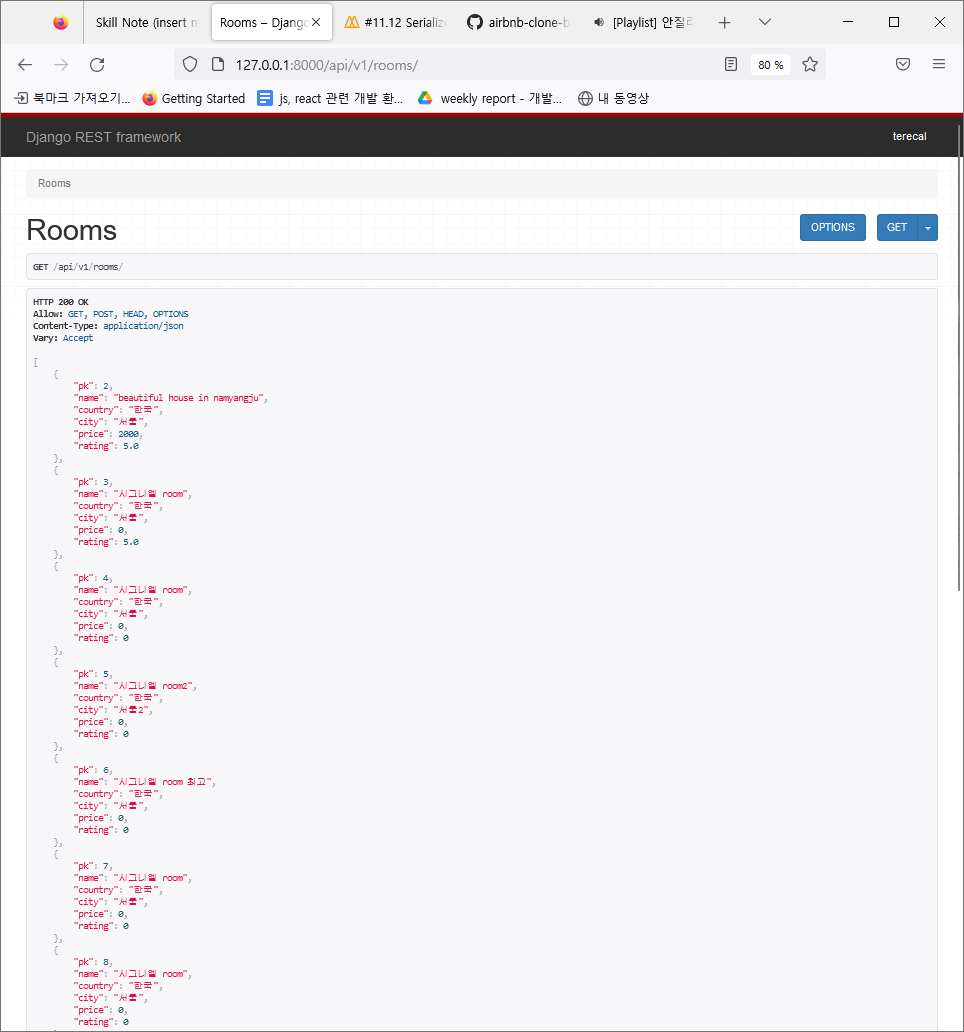 Skill Note (insert m
Rooms – Django
#11.12 Serialize
airbnb-clone-b
[Playlist] 안질리
127.0.0.1:8000/api/v1/rooms/
80 %
북마크 가져오기...
Getting Started
js, react 관련 개발 환...
weekly report - 개발...
내 동영상
Django REST framework
terecal
Rooms
Rooms
OPTIONS
GET
GET /api/v1/rooms/
HTTP 200 OK
Allow: GET, POST, HEAD, OPTIONS
Content-Type: application/json
Vary: Accept
[
{
"pk": 2,
"name": "beautiful house in namyangju",
"country": "한국",
"city": "서울",
"price": 2000,
"rating": 5.0
},
{
"pk": 3,
"name": "시그니엘 room",
"country": "한국",
"city": "서울",
"price": 0,
"rating": 5.0
},
{
"pk": 4,
"name": "시그니엘 room",
"country": "한국",
"city": "서울",
"price": 0,
"rating": 0
},
{
"pk": 5,
"name": "시그니엘 room2",
"country": "한국",
"city": "서울2",
"price": 0,
"rating": 0
},
{
"pk": 6,
"name": "시그니엘 room 최고",
"country": "한국",
"city": "서울",
"price": 0,
"rating": 0
},
{
"pk": 7,
"name": "시그니엘 room",
"country": "한국",
"city": "서울",
"price": 0,
"rating": 0
},
{
"pk": 8,
"name": "시그니엘 room",
"country": "한국",
"city": "서울",
"price": 0,
"rating": 0